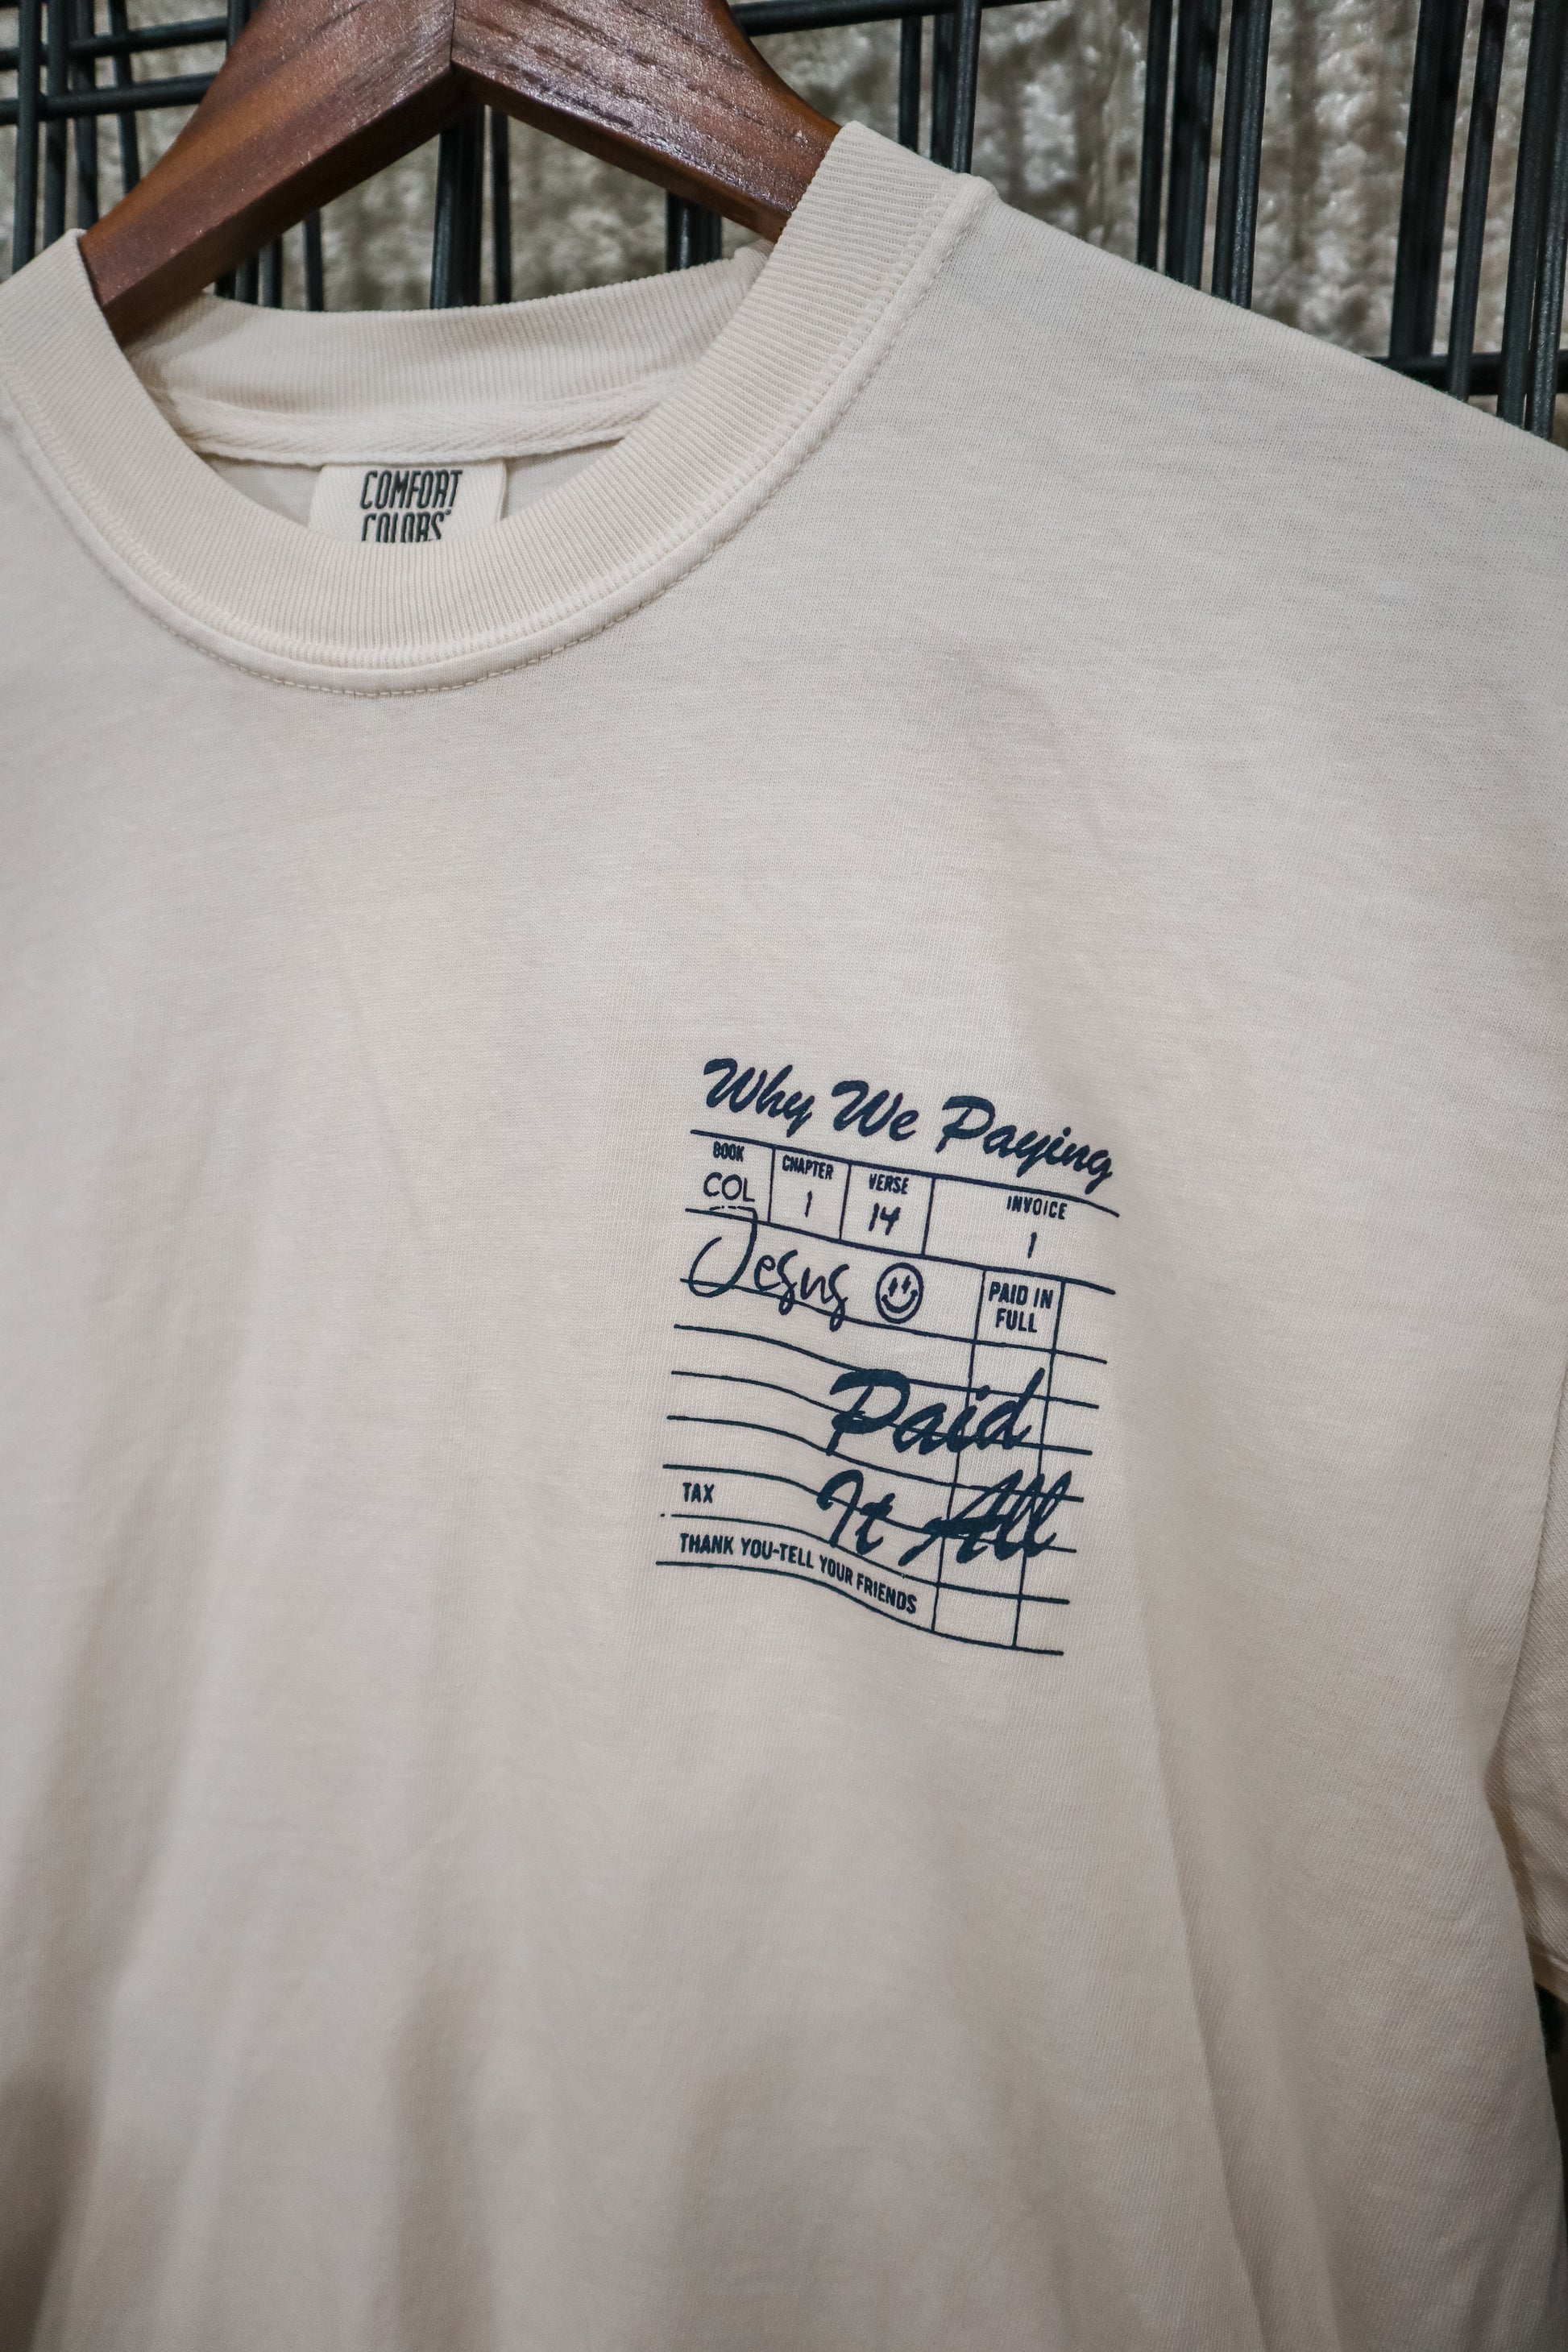 COMFORT
COLORS
Why We Paying
BOOK CHAPTER VERSE INVOICE
COL 1 14 1
Jesus
PAID IN
FULL
Paid
It All
TAX
THANK YOU-TELL YOUR FRIENDS